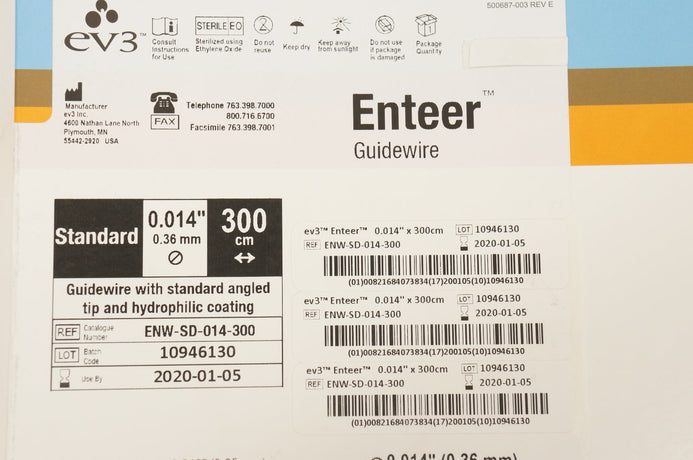 500687-003 REV E
ev3™
Consult Instructions for Use
STERILE EO
Sterilized using Ethylene Oxide
Do not reuse
Keep dry
Keep away from sunlight
Do not use if package is damaged
1
Package Quantity
Manufacturer
ev3 Inc.
4600 Nathan Lane North
Plymouth, MN
55442-2920 USA
Telephone 763.398.7000
800.716.6700
FAX
Facsimile 763.398.7001
Enteer™
Guidewire
Standard
0.014"
0.36 mm
300
cm
Guidewire with standard angled
tip and hydrophilic coating
REF Catalogue Number ENW-SD-014-300
LOT Batch Code 10946130
Use By 2020-01-05
ev3™ Enteer™ 0.014" x 300cm LOT 10946130
REF ENW-SD-014-300 2020-01-05
(01)00821684073834(17)200105(10)10946130
ev3™ Enteer™ 0.014" x 300cm LOT 10946130
REF ENW-SD-014-300 2020-01-05
(01)00821684073834(17)200105(10)10946130
ev3™ Enteer™ 0.014" x 300cm LOT 10946130
REF ENW-SD-014-300 2020-01-05
(01)00821684073834(17)200105(10)10946130
0.014" (0.36 mm)